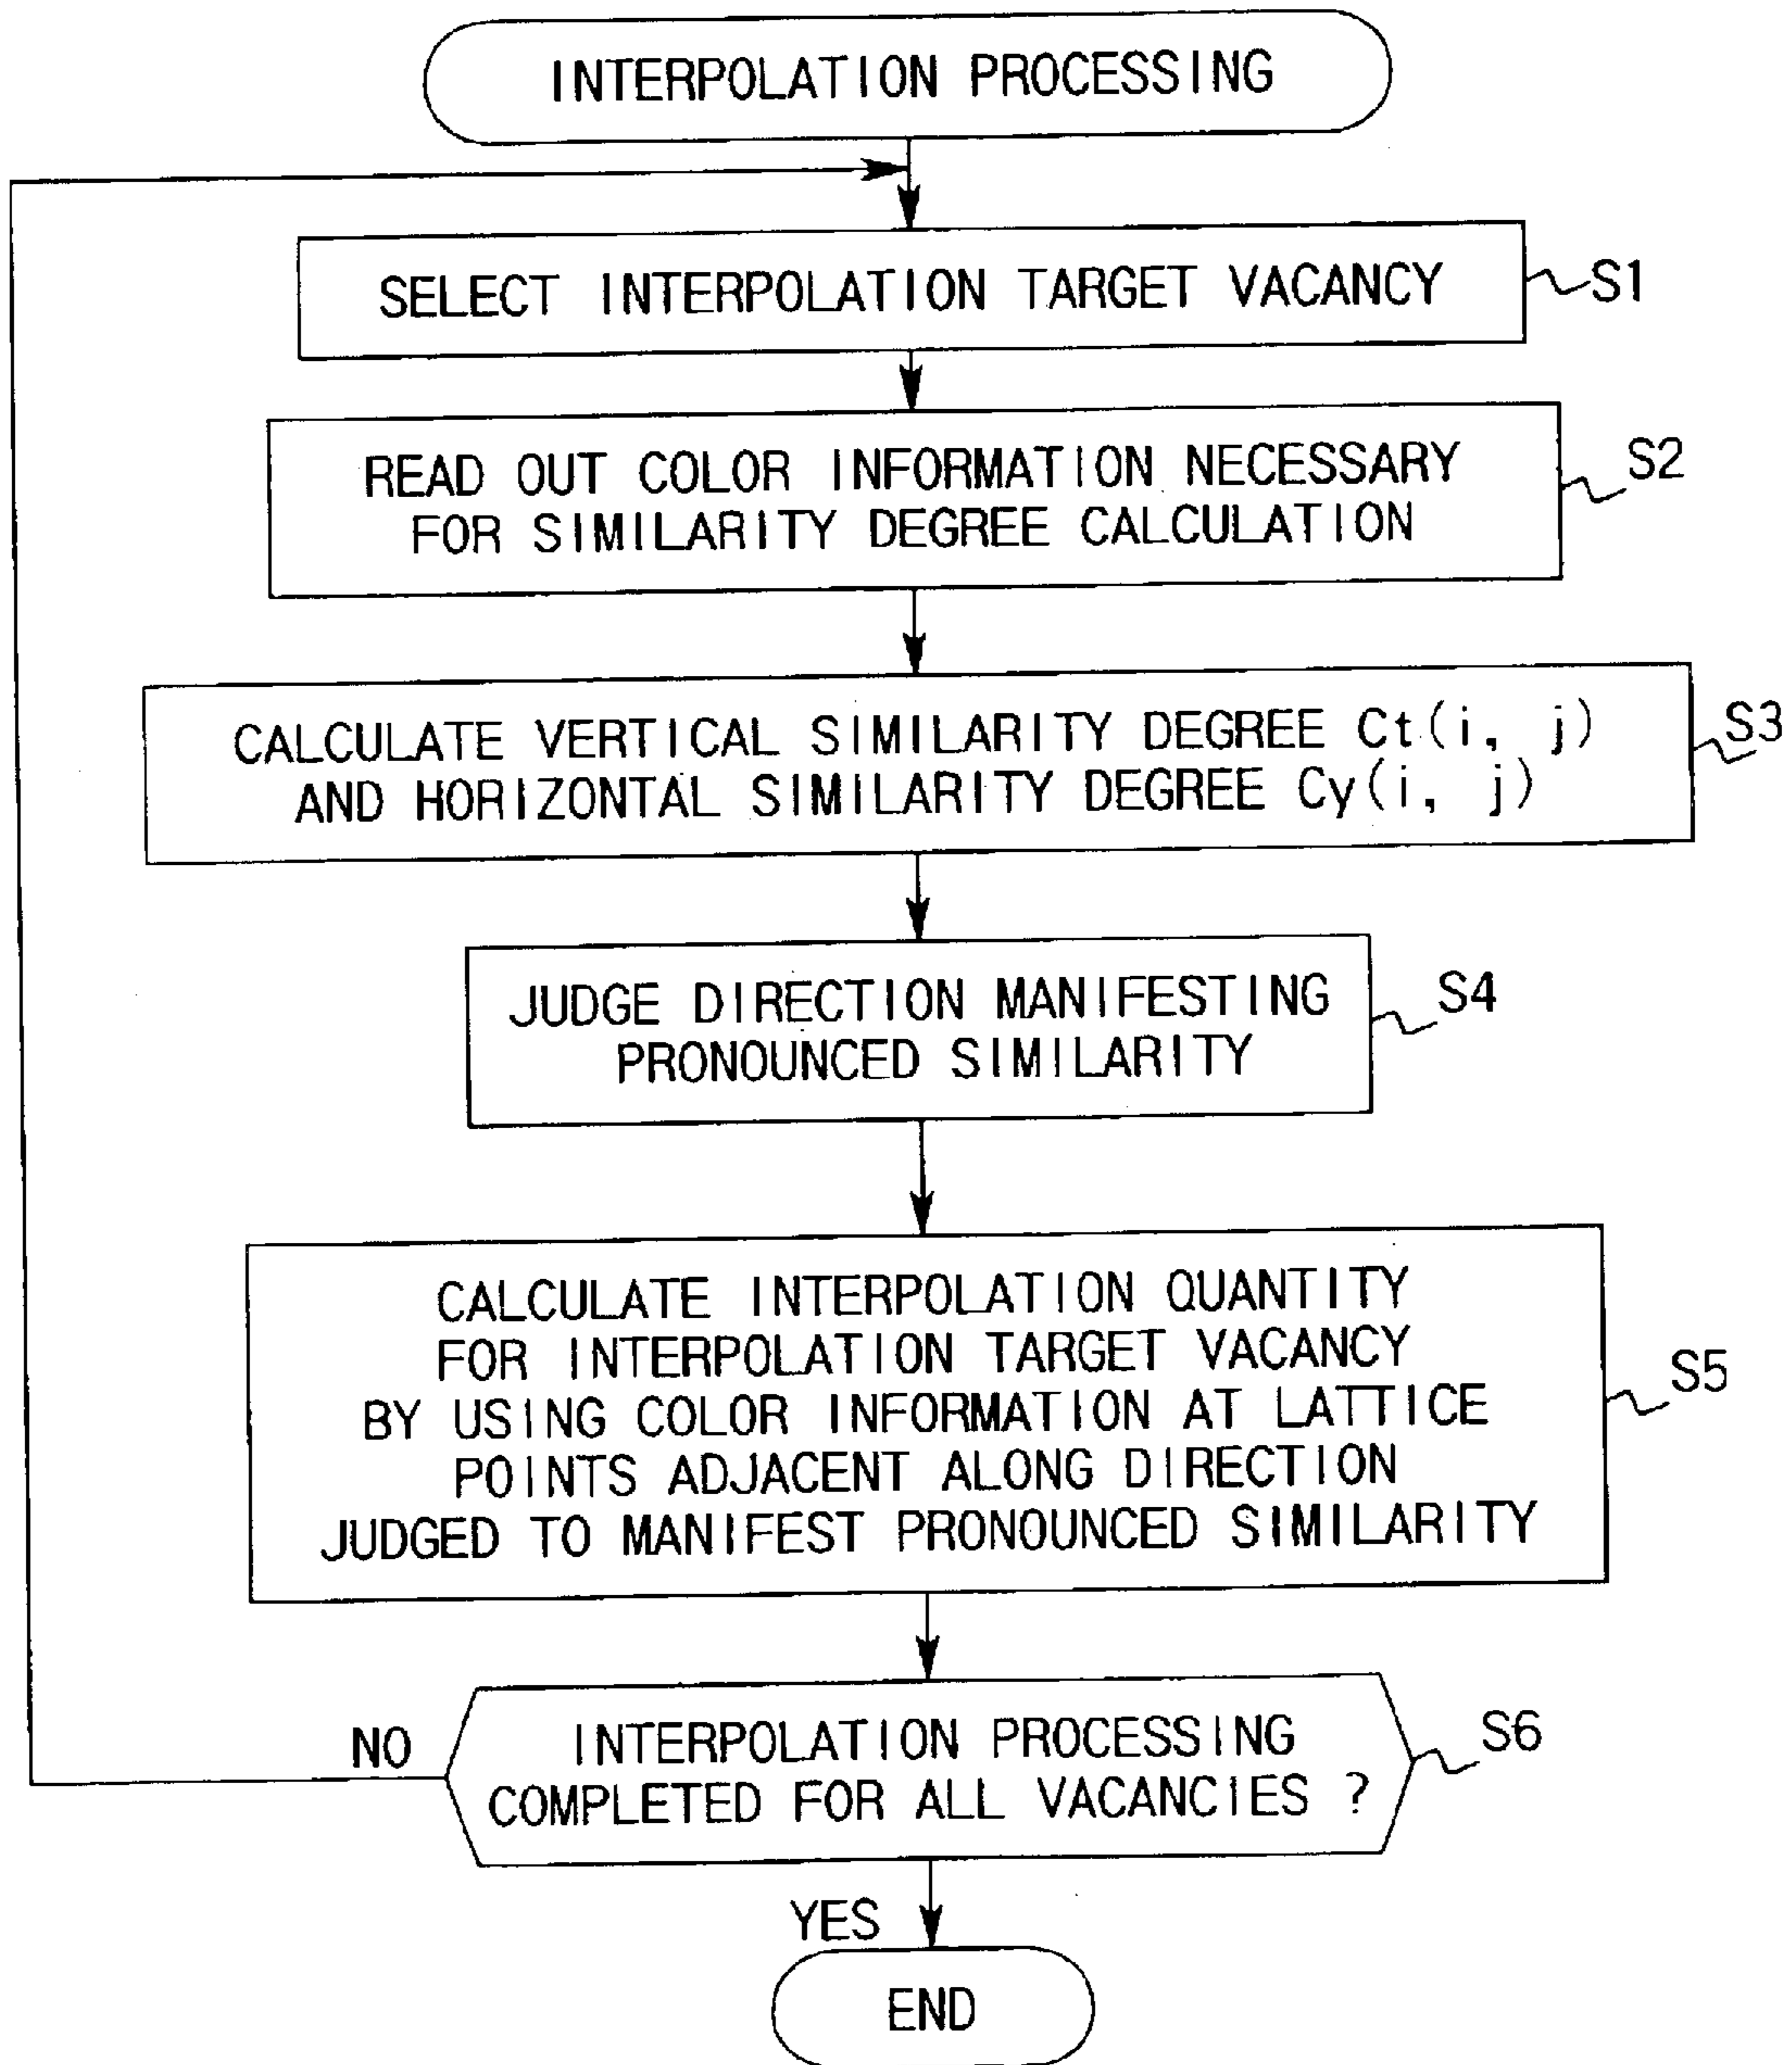 INTERPOLATION PROCESSING
SELECT INTERPOLATION TARGET VACANCY
S1
READ OUT COLOR INFORMATION NECESSARY
FOR SIMILARITY DEGREE CALCULATION
S2
CALCULATE VERTICAL SIMILARITY DEGREE Ct(i, j)
AND HORIZONTAL SIMILARITY DEGREE Cy(i, j)
S3
JUDGE DIRECTION MANIFESTING
PRONOUNCED SIMILARITY
S4
CALCULATE INTERPOLATION QUANTITY
FOR INTERPOLATION TARGET VACANCY
BY USING COLOR INFORMATION AT LATTICE
POINTS ADJACENT ALONG DIRECTION
JUDGED TO MANIFEST PRONOUNCED SIMILARITY
S5
NO
INTERPOLATION PROCESSING
COMPLETED FOR ALL VACANCIES ?
S6
YES
END